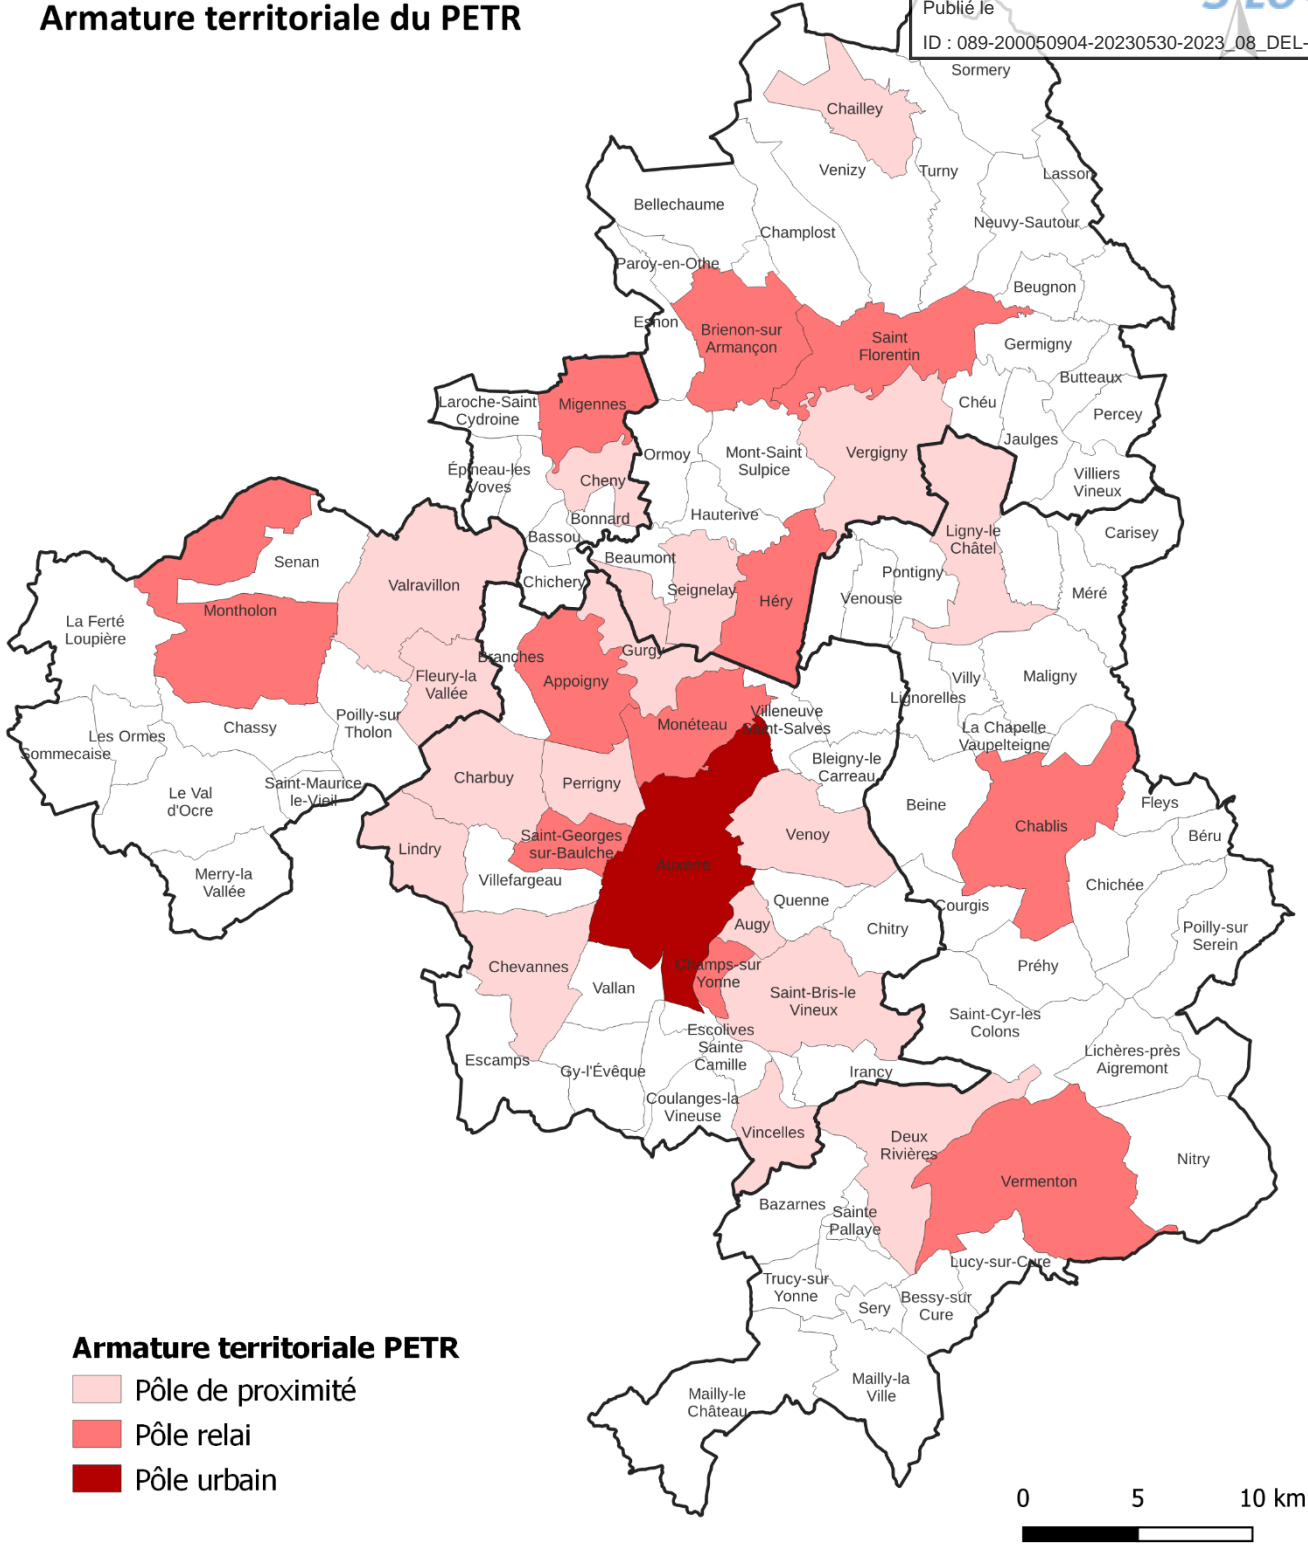 Armature territoriale du PETR
Publié le
ID : 089-200050904-20230530-2023_08_DEL-
Sormery
Chailley
Venizy
Turny
Lasson
Bellechaume
Champlost
Neuvy-Sautour
Paroy-en-Othe
Beugnon
Esnon
Brienon-sur
Armançon
Saint
Florentin
Germigny
Butteaux
Laroche-Saint
Cydroine
Migennes
Chéu
Percey
Jaulges
Ormoy
Mont-Saint
Sulpice
Vergigny
Épineau-les
Voves
Cheny
Villiers
Vineux
Bonnard
Hauterive
Bassou
Ligny-le
Châtel
Carisey
Senan
Beaumont
Valravillon
Chichery
Seignelay
Héry
Pontigny
Venouse
Méré
Montholon
La Ferté
Loupière
Gurgy
Branches
Fleury-la
Vallée
Appoigny
Villy
Maligny
Lignorelles
Poilly-sur
Tholon
Chassy
Les Ormes
Sommecaise
Monéteau
Villeneuve
Saint-Salves
La Chapelle
Vaupelteigne
Bleigny-le
Carreau
Charbuy
Perrigny
Saint-Maurice
le-Vieil
Le Val
d'Ocre
Beine
Fleys
Chablis
Béru
Saint-Georges
sur-Baulche
Venoy
Lindry
Auxerre
Villefargeau
Merry-la
Vallée
Chichée
Quenne
Courgis
Augy
Chitry
Poilly-sur
Serein
Chevannes
Champs-sur
Yonne
Préhy
Vallan
Saint-Bris-le
Vineux
Saint-Cyr-les
Colons
Escolives
Sainte
Camille
Escamps
Gy-l'Évêque
Irancy
Lichères-près
Aigremont
Coulanges-la
Vineuse
Vincelles
Deux
Rivières
Nitry
Vermenton
Bazarnes
Sainte
Pallaye
Lucy-sur-Cure
Trucy-sur
Yonne
Sery
Bessy-sur
Cure
Mailly-la
Ville
Mailly-le
Château
Armature territoriale PETR
Pôle de proximité
Pôle relai
Pôle urbain
0 5 10 km